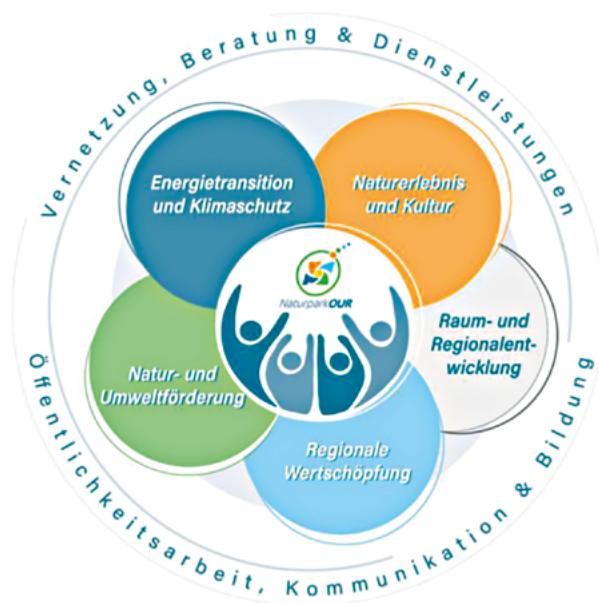 Vernetzung, Beratung & Dienstleistungen
Energietransition
und Klimaschutz
Naturerlebnis
und Kultur
NaturparkOUR
Raum- und
Regionalent-
wicklung
Natur- und
Umweltförderung
Regionale
Wertschöpfung
Öffentlichkeitsarbeit, Kommunikation & Bildung